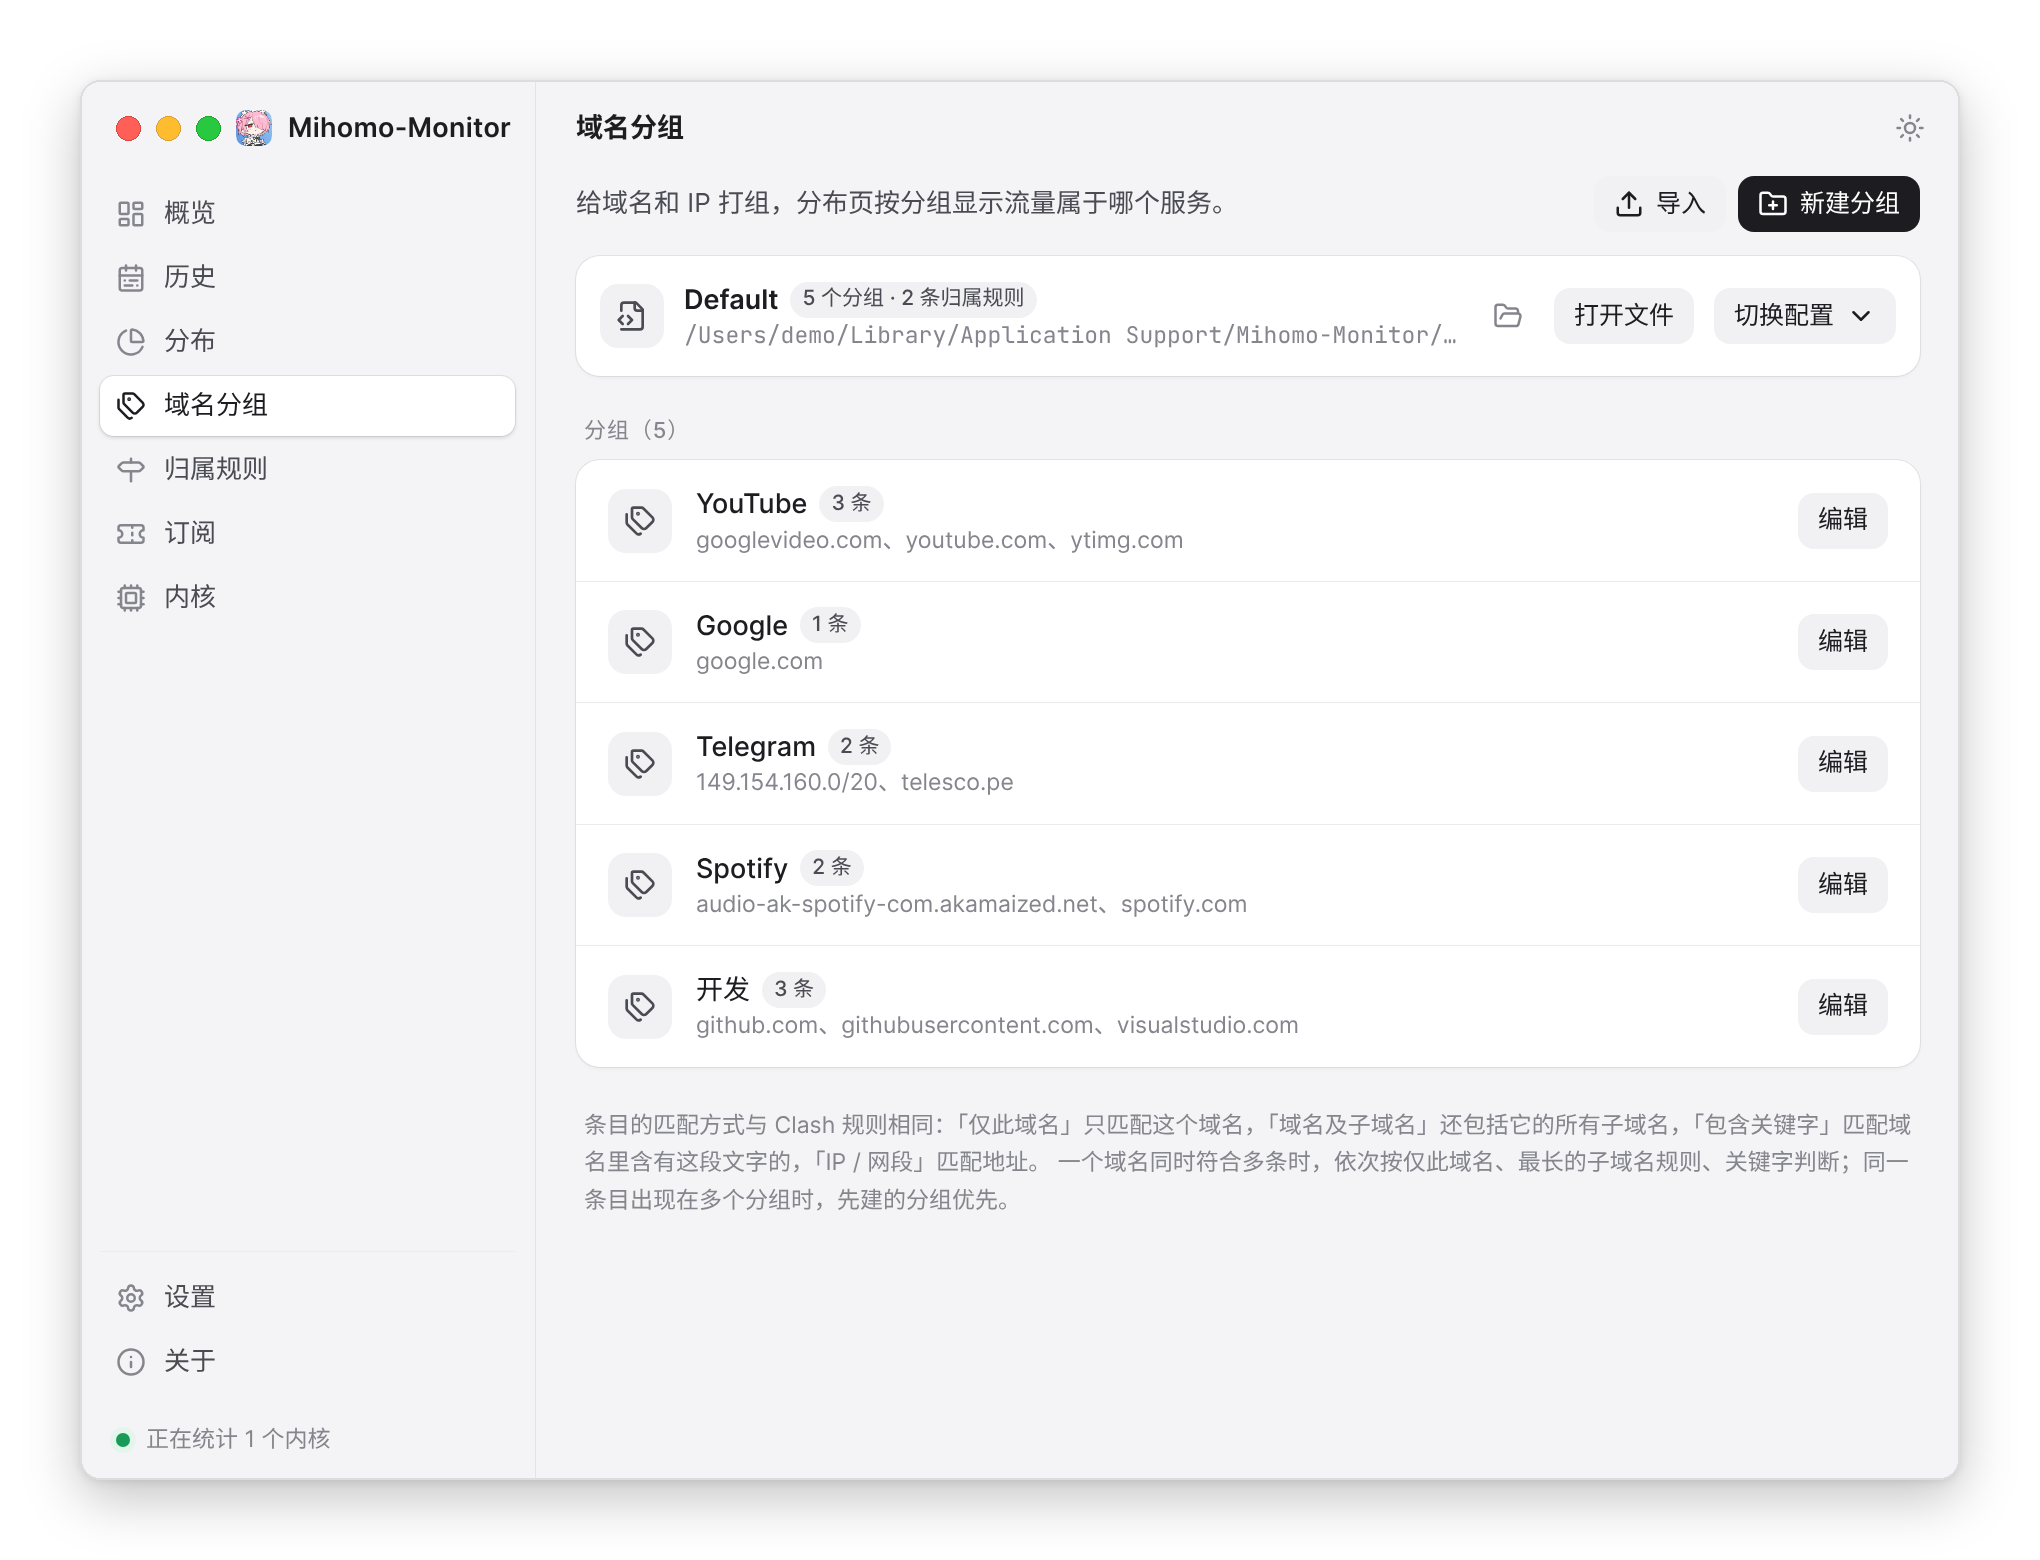 Mihomo-Monitor
概览
历史
分布
域名分组
归属规则
订阅
内核
设置
关于
正在统计 1 个内核
域名分组
给域名和 IP 打组，分布页按分组显示流量属于哪个服务。
导入
新建分组
Default 5 个分组 · 2 条归属规则
/Users/demo/Library/Application Support/Mihomo-Monitor/…
打开文件
切换配置
分组（5）
YouTube 3 条
googlevideo.com、youtube.com、ytimg.com
编辑
Google 1 条
google.com
编辑
Telegram 2 条
149.154.160.0/20、telesco.pe
编辑
Spotify 2 条
audio-ak-spotify-com.akamaized.net、spotify.com
编辑
开发 3 条
github.com、githubusercontent.com、visualstudio.com
编辑
条目的匹配方式与 Clash 规则相同：「仅此域名」只匹配这个域名，「域名及子域名」还包括它的所有子域名，「包含关键字」匹配域
名里含有这段文字的，「IP / 网段」匹配地址。 一个域名同时符合多条时，依次按仅此域名、最长的子域名规则、关键字判断；同一
条目出现在多个分组时，先建的分组优先。